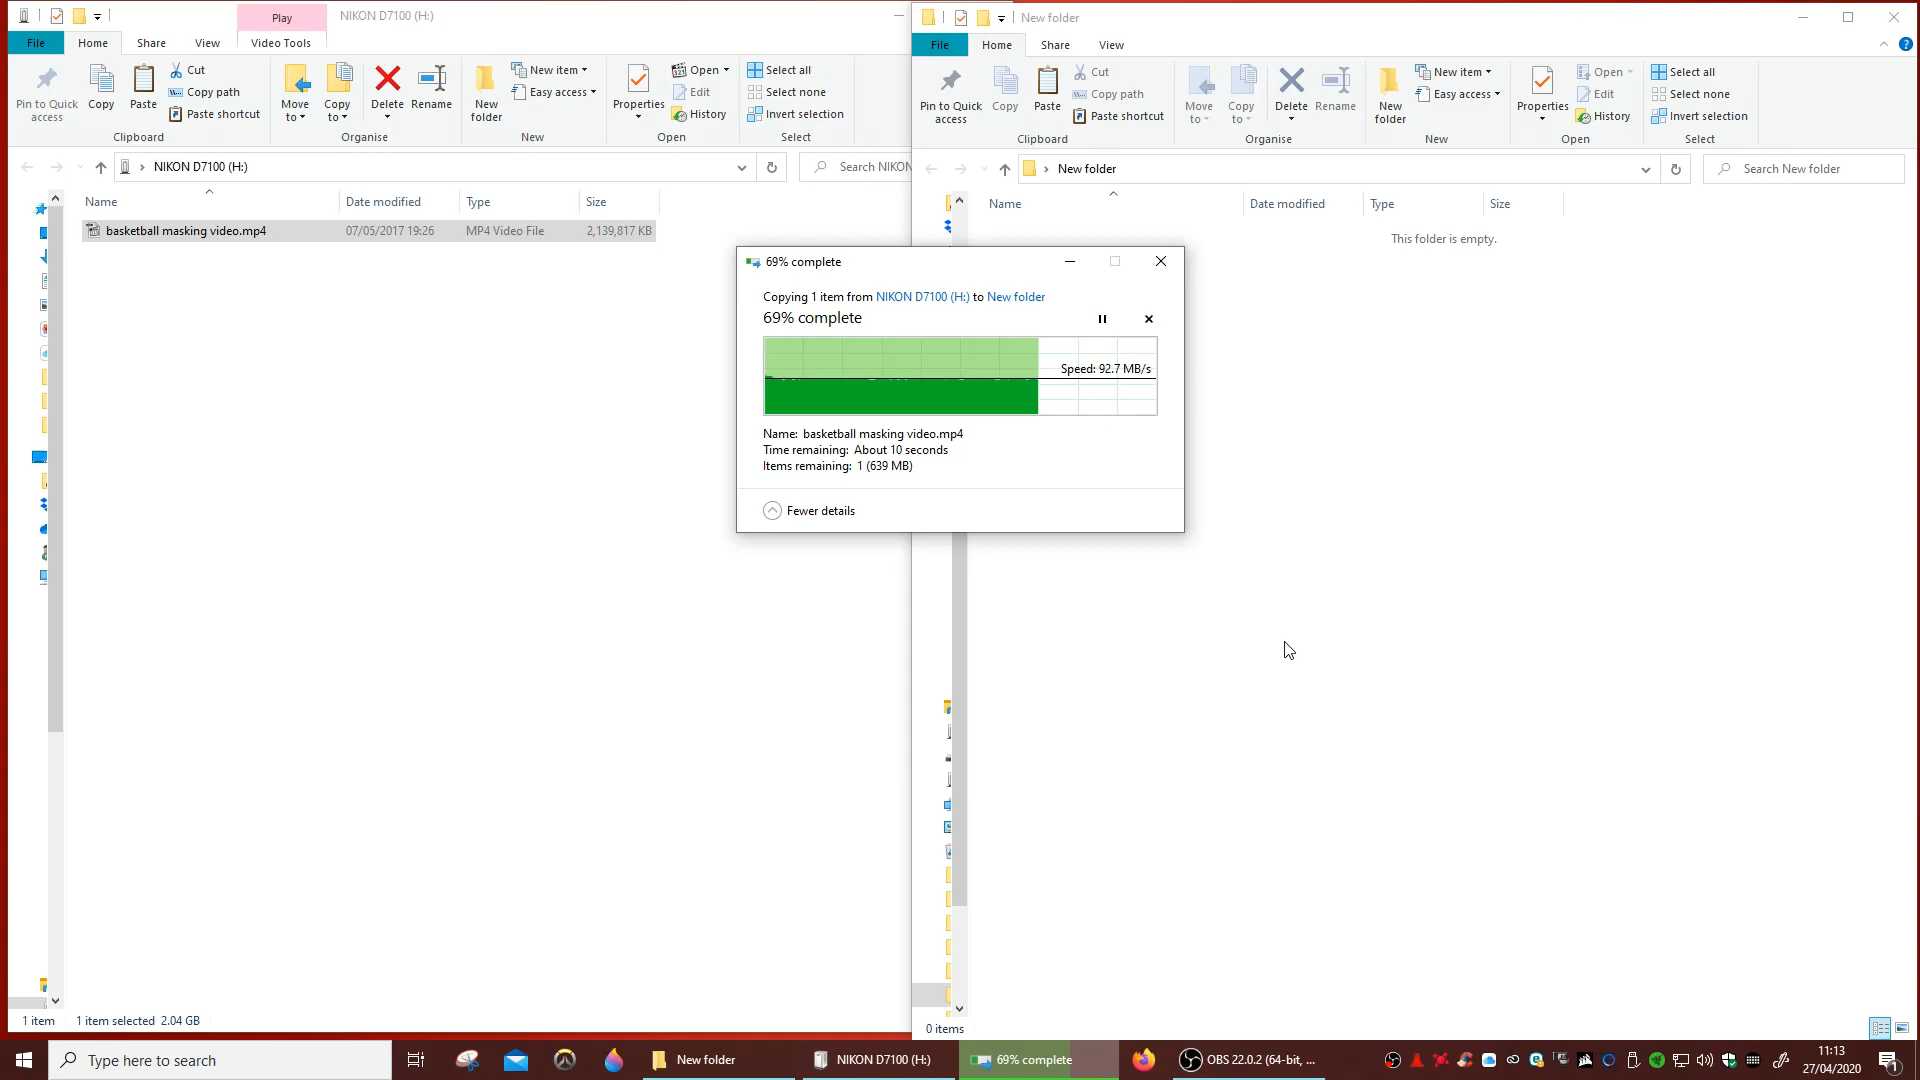 Play
NIKON D7100 (H:)
File
Home
Share
View
Video Tools
Pin to Quick access
Copy
Paste
Cut
Copy path
Paste shortcut
Clipboard
Move to
Copy to
Delete
Rename
Organise
New folder
New item
Easy access
New
Properties
Open
Edit
History
Open
Select all
Select none
Invert selection
Select
NIKON D7100 (H:)
Search NIKON
Name
Date modified
Type
Size
basketball masking video.mp4
07/05/2017 19:26
MP4 Video File
2,139,817 KB
1 item
1 item selected 2.04 GB
New folder
File
Home
Share
View
Pin to Quick access
Copy
Paste
Cut
Copy path
Paste shortcut
Clipboard
Move to
Copy to
Delete
Rename
Organise
New folder
New item
Easy access
New
Properties
Open
Edit
History
Open
Select all
Select none
Invert selection
Select
New folder
Search New folder
Name
Date modified
Type
Size
This folder is empty.
0 items
69% complete
Copying 1 item from NIKON D7100 (H:) to New folder
69% complete
Speed: 92.7 MB/s
Name: basketball masking video.mp4
Time remaining: About 10 seconds
Items remaining: 1 (639 MB)
Fewer details
Type here to search
New folder
NIKON D7100 (H:)
69% complete
OBS 22.0.2 (64-bit, ...
11:13
27/04/2020
1